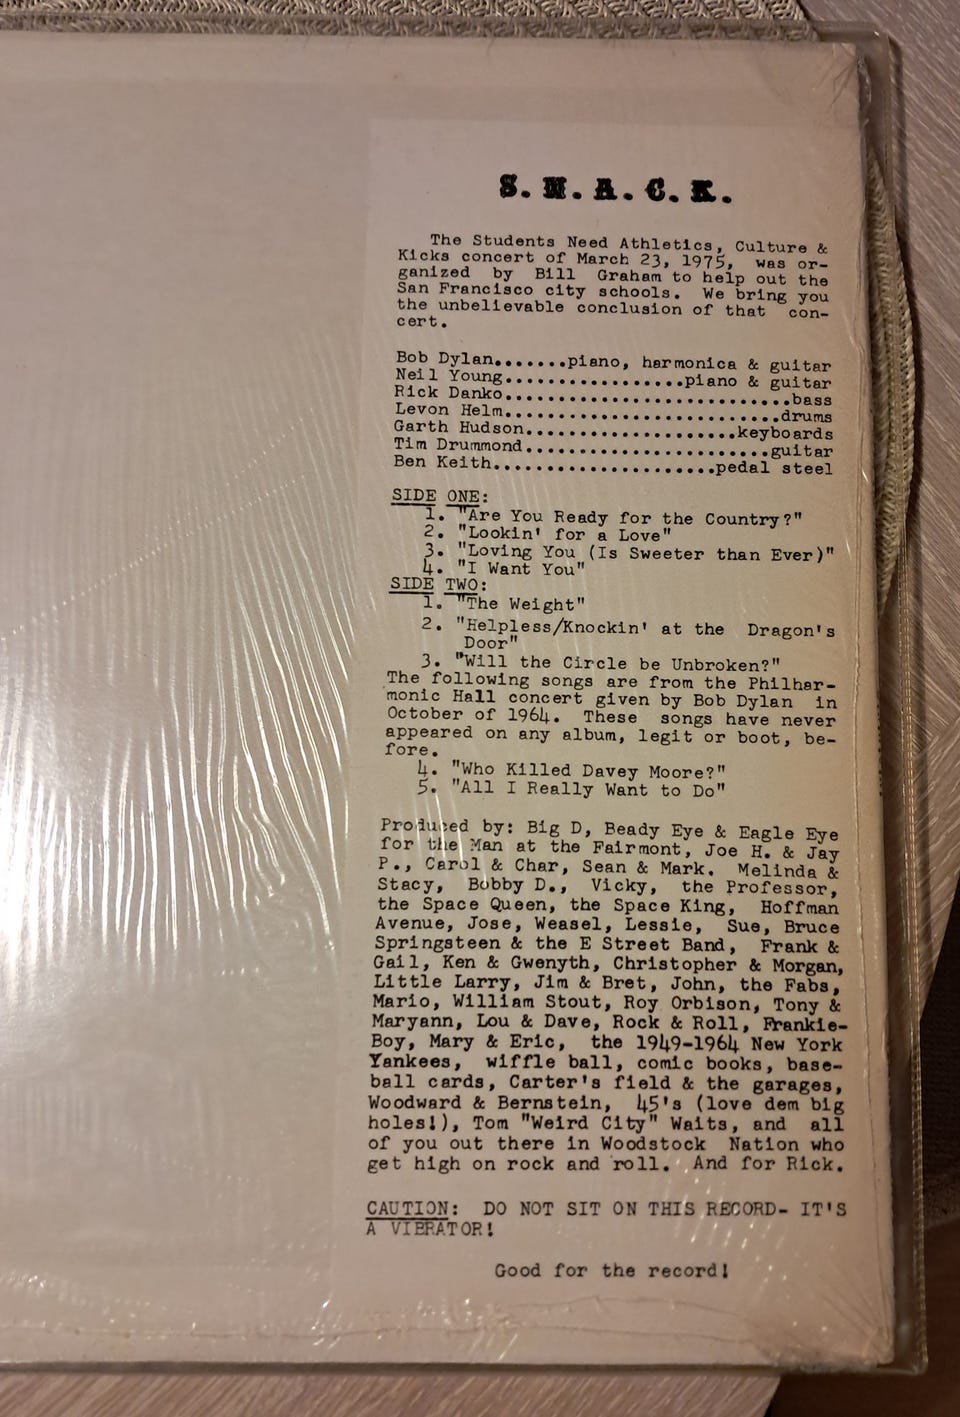 S.N.A.C.K.
The Students Need Athletics, Culture &
Kicks concert of March 23, 1975, was or-
ganized by Bill Graham to help out the
San Francisco city schools. We bring you
the unbelievable conclusion of that con-
cert.
Bob Dylan.......piano, harmonica & guitar
Neil Young.................piano & guitar
Rick Danko...........................bass
Levon Helm..........................drums
Garth Hudson....................keyboards
Tim Drummond.......................guitar
Ben Keith.....................pedal steel
SIDE ONE:
1. "Are You Ready for the Country?"
2. "Lookin' for a Love"
3. "Loving You (Is Sweeter than Ever)"
4. "I Want You"
SIDE TWO:
1. "The Weight"
2. "Helpless/Knockin' at the Dragon's
Door"
3. "Will the Circle be Unbroken?"
The following songs are from the Philhar-
monic Hall concert given by Bob Dylan in
October of 1964. These songs have never
appeared on any album, legit or boot, be-
fore.
4. "Who Killed Davey Moore?"
5. "All I Really Want to Do"
Produced by: Big D, Beady Eye & Eagle Eye
for the Man at the Fairmont, Joe H. & Jay
P., Carol & Char, Sean & Mark. Melinda &
Stacy, Bobby D., Vicky, the Professor,
the Space Queen, the Space King, Hoffman
Avenue, Jose, Weasel, Lessie, Sue, Bruce
Springsteen & the E Street Band, Frank &
Gail, Ken & Gwenyth, Christopher & Morgan,
Little Larry, Jim & Bret, John, the Fabs,
Mario, William Stout, Roy Orbison, Tony &
Maryann, Lou & Dave, Rock & Roll, Frankie-
Boy, Mary & Eric, the 1949-1964 New York
Yankees, wiffle ball, comic books, base-
ball cards, Carter's field & the garages,
Woodward & Bernstein, 45's (love dem big
holes!), Tom "Weird City" Waits, and all
of you out there in Woodstock Nation who
get high on rock and roll. And for Rick.
CAUTION: DO NOT SIT ON THIS RECORD- IT'S
A VIBRATOR!
Good for the record!